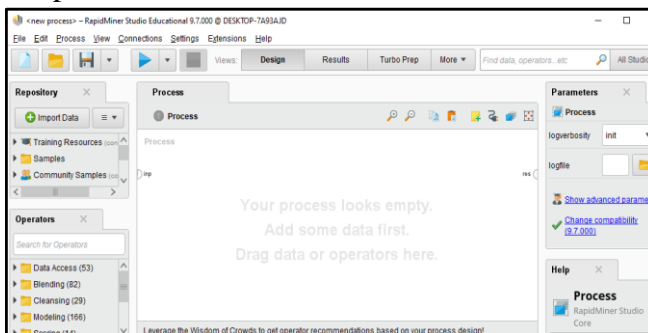 <new process> – RapidMiner Studio Educational 9.7.000 @ DESKTOP-7A93AJD
File Edit Process View Connections Settings Extensions Help
Views: Design Results Turbo Prep More Find data, operators...etc All Studio
Repository
Import Data
Training Resources (con
Samples
Community Samples (co
Operators
Search for Operators
Data Access (53)
Blending (82)
Cleansing (29)
Modeling (166)
Scoring (14)
Process
Process
Process
inp
res
Your process looks empty.
Add some data first.
Drag data or operators here.
Leverage the Wisdom of Crowds to get operator recommendations based on your process design!
Parameters
Process
logverbosity init
logfile
Show advanced parame
Change compatibility
(9.7.000)
Help
Process
RapidMiner Studio
Core